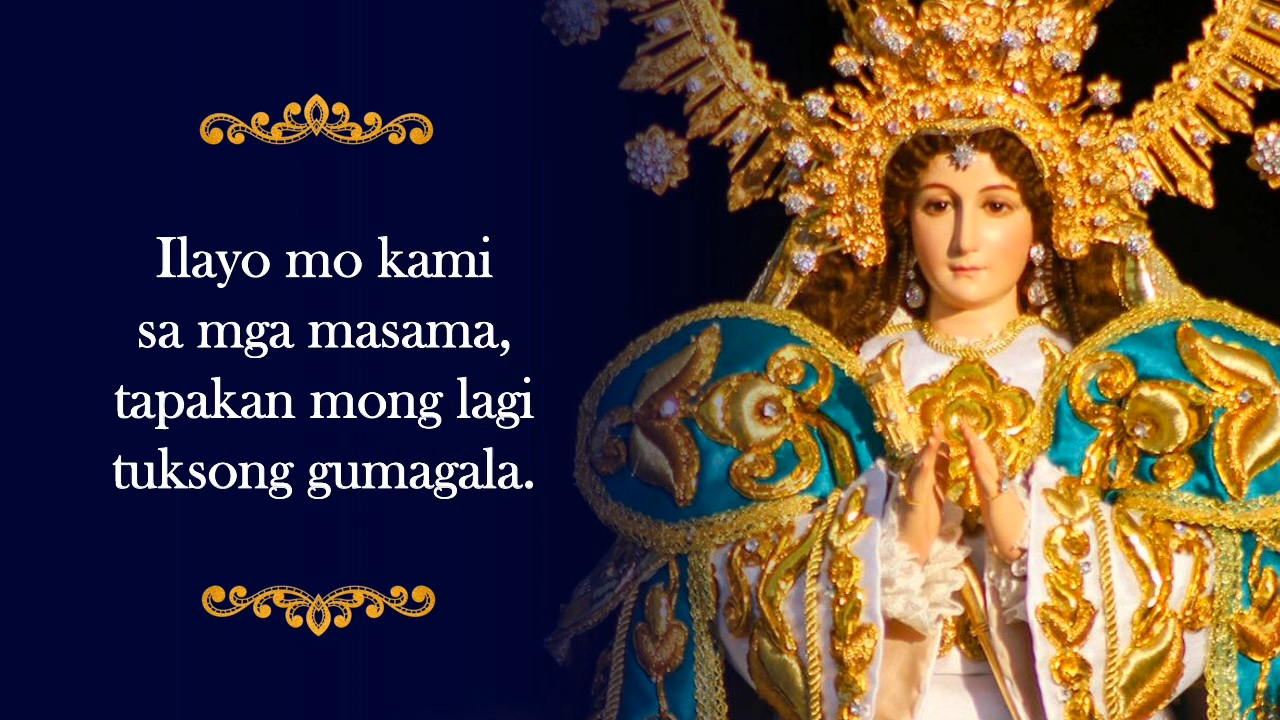 Ilayo mo kami
sa mga masama,
tapakan mong lagi
tuksong gumagala.